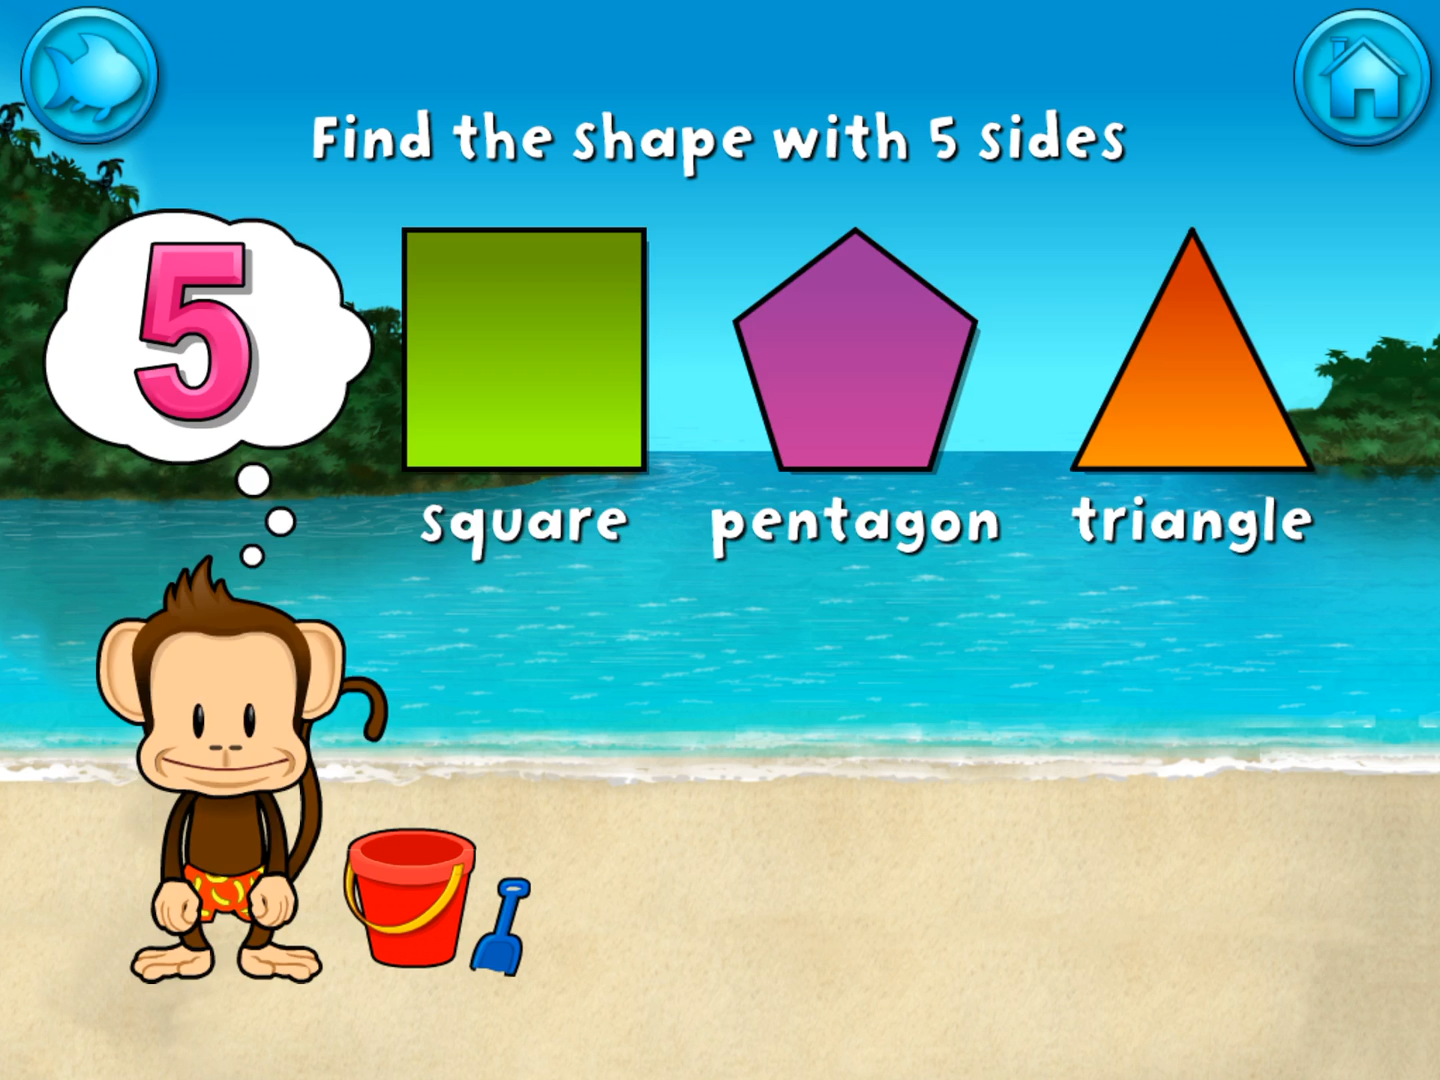 Find the shape with 5 sides
5
square
pentagon
triangle